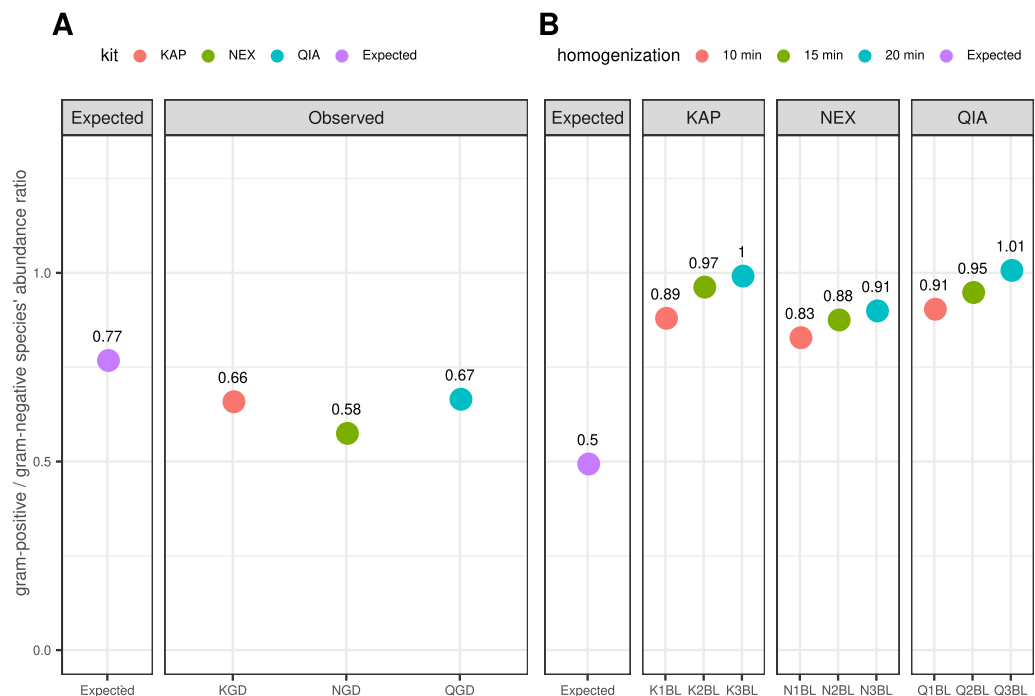 A
kit KAP NEX QIA Expected
Expected Observed
gram-positive / gram-negative species' abundance ratio
1.0
0.5
0.0
0.77
0.66
0.58
0.67
Expected KGD NGD QGD
B
homogenization 10 min 15 min 20 min Expected
Expected KAP NEX QIA
0.5
0.89
0.97
1
0.83
0.88
0.91
0.91
0.95
1.01
Expected K1BL K2BL K3BL N1BL N2BL N3BL Q1BL Q2BL Q3BL